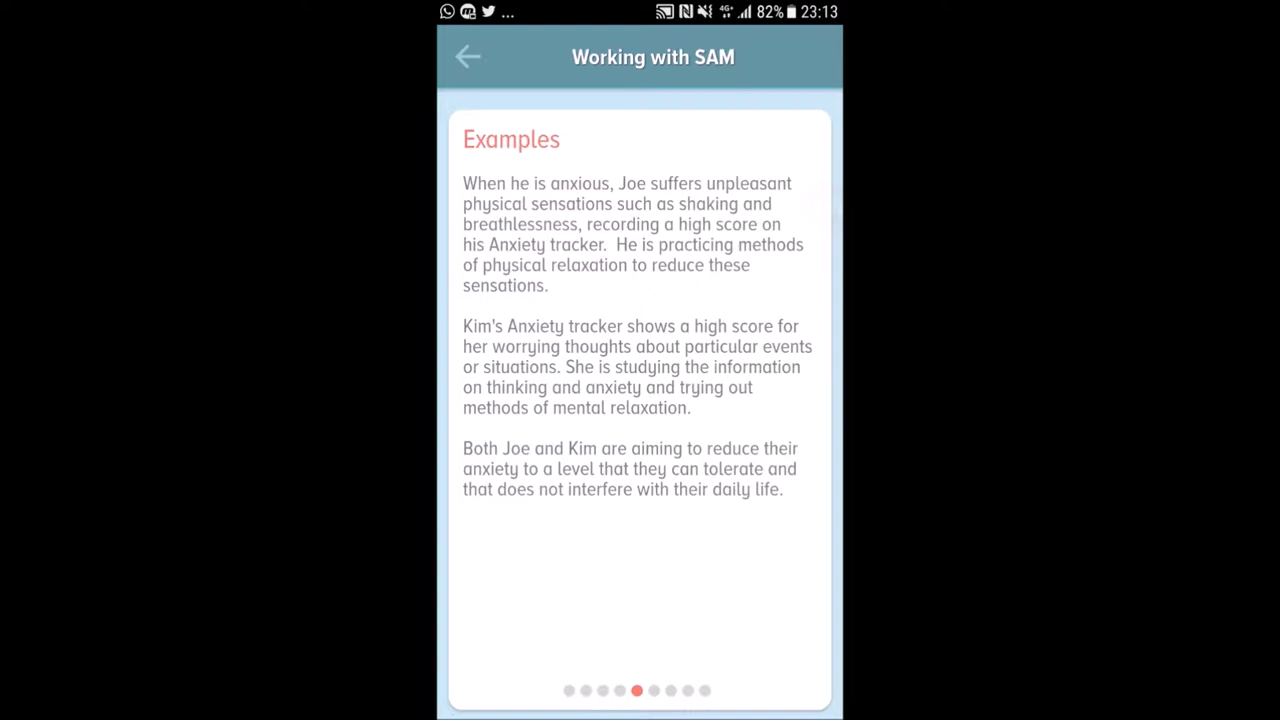 ... 4G+ 82% 23:13
Working with SAM
Examples
When he is anxious, Joe suffers unpleasant
physical sensations such as shaking and
breathlessness, recording a high score on
his Anxiety tracker. He is practicing methods
of physical relaxation to reduce these
sensations.
Kim's Anxiety tracker shows a high score for
her worrying thoughts about particular events
or situations. She is studying the information
on thinking and anxiety and trying out
methods of mental relaxation.
Both Joe and Kim are aiming to reduce their
anxiety to a level that they can tolerate and
that does not interfere with their daily life.